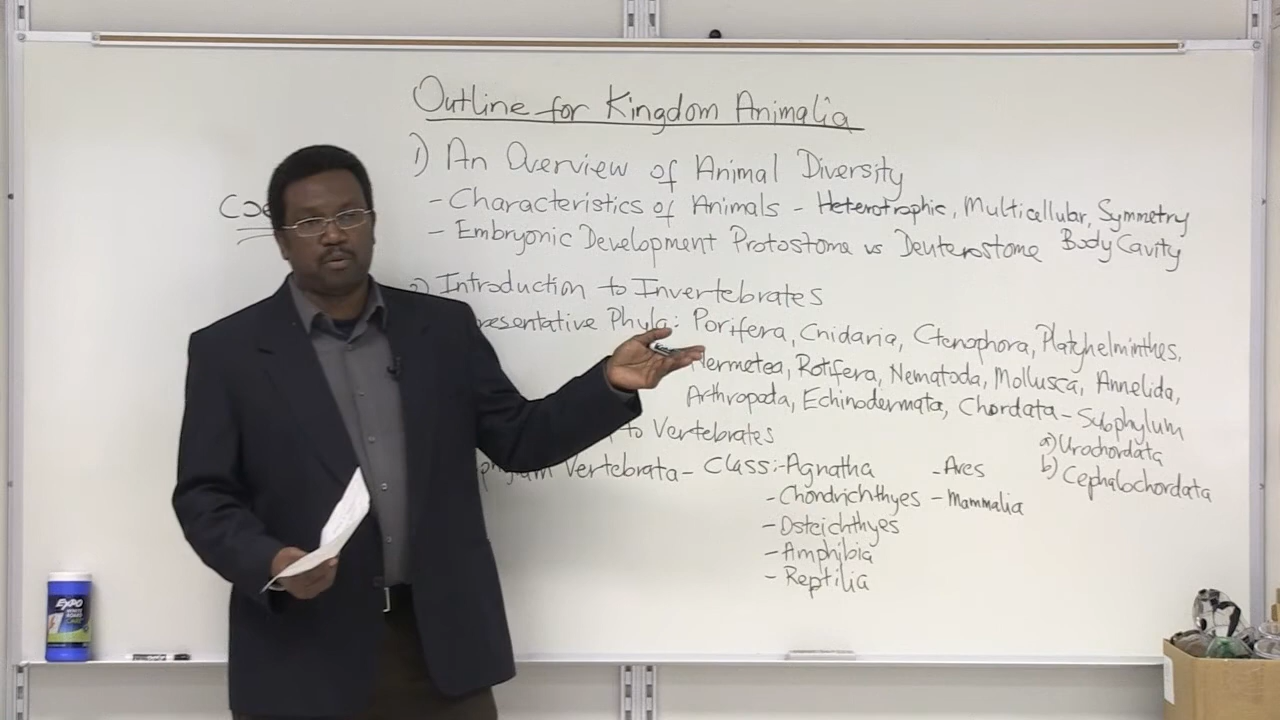 Outline for Kingdom Animalia
1) An Overview of Animal Diversity
- Characteristics of Animals - Heterotrophic, Multicellular, Symmetry
Body Cavity
- Embryonic Development Protostome vs Deuterostome
Introduction to Invertebrates
Phyla: Porifera, Cnidaria, Ctenophora, Platyhelminthes,
Nermetea, Rotifera, Nematoda, Mollusca, Annelida,
Arthropoda, Echinodermata, Chordata - Subphylum
a) Urochordata
b) Cephalochordata
to Vertebrates
Vertebrata - Class: - Agnatha - Aves
- Chondrichthyes - Mammalia
- Osteichthyes
- Amphibia
- Reptilia
EXPO